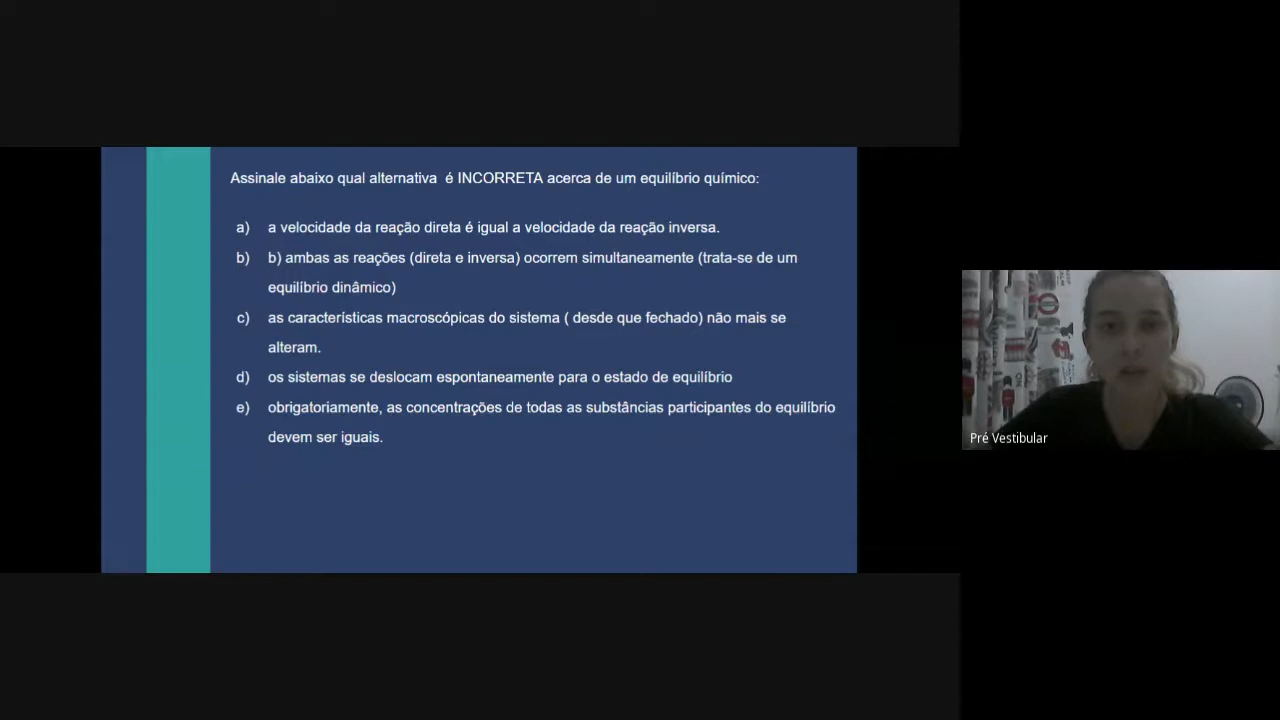 Assinale abaixo qual alternativa é INCORRETA acerca de um equilíbrio químico:
a) a velocidade da reação direta é igual a velocidade da reação inversa.
b) b) ambas as reações (direta e inversa) ocorrem simultaneamente (trata-se de um
equilíbrio dinâmico)
c) as características macroscópicas do sistema ( desde que fechado) não mais se
alteram.
d) os sistemas se deslocam espontaneamente para o estado de equilíbrio
e) obrigatoriamente, as concentrações de todas as substâncias participantes do equilíbrio
devem ser iguais.
Pré Vestibular